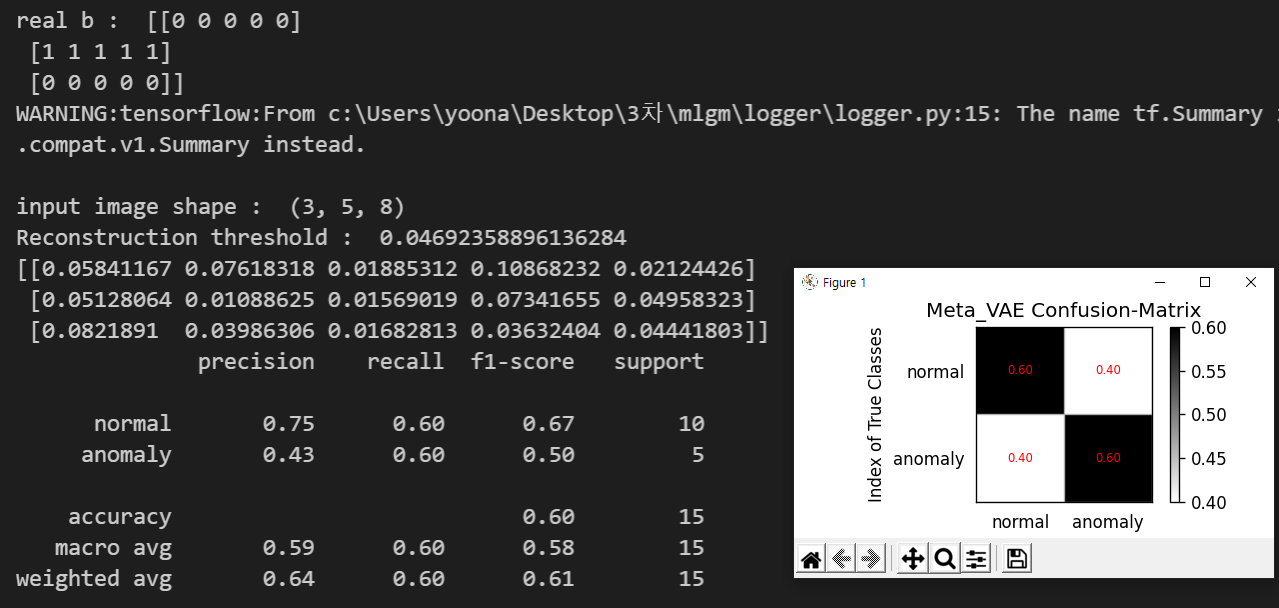 real b :  [[0 0 0 0 0]
 [1 1 1 1 1]
 [0 0 0 0 0]]
WARNING:tensorflow:From c:\Users\yoona\Desktop\3차\mlgm\logger\logger.py:15: The name tf.Summary
.compat.v1.Summary instead.
input image shape :  (3, 5, 8)
Reconstruction threshold :  0.04692358896136284
[[0.05841167 0.07618318 0.01885312 0.10868232 0.02124426]
 [0.05128064 0.01088625 0.01569019 0.07341655 0.04958323]
 [0.0821891  0.03986306 0.01682813 0.03632404 0.04441803]]
              precision    recall  f1-score   support
      normal       0.75      0.60      0.67        10
     anomaly       0.43      0.60      0.50         5
    accuracy                           0.60        15
   macro avg       0.59      0.60      0.58        15
weighted avg       0.64      0.60      0.61        15
Figure 1
Meta_VAE Confusion-Matrix
Index of True Classes
normal
0.60
0.40
anomaly
0.40
0.60
normal
anomaly
0.60
0.55
0.50
0.45
0.40